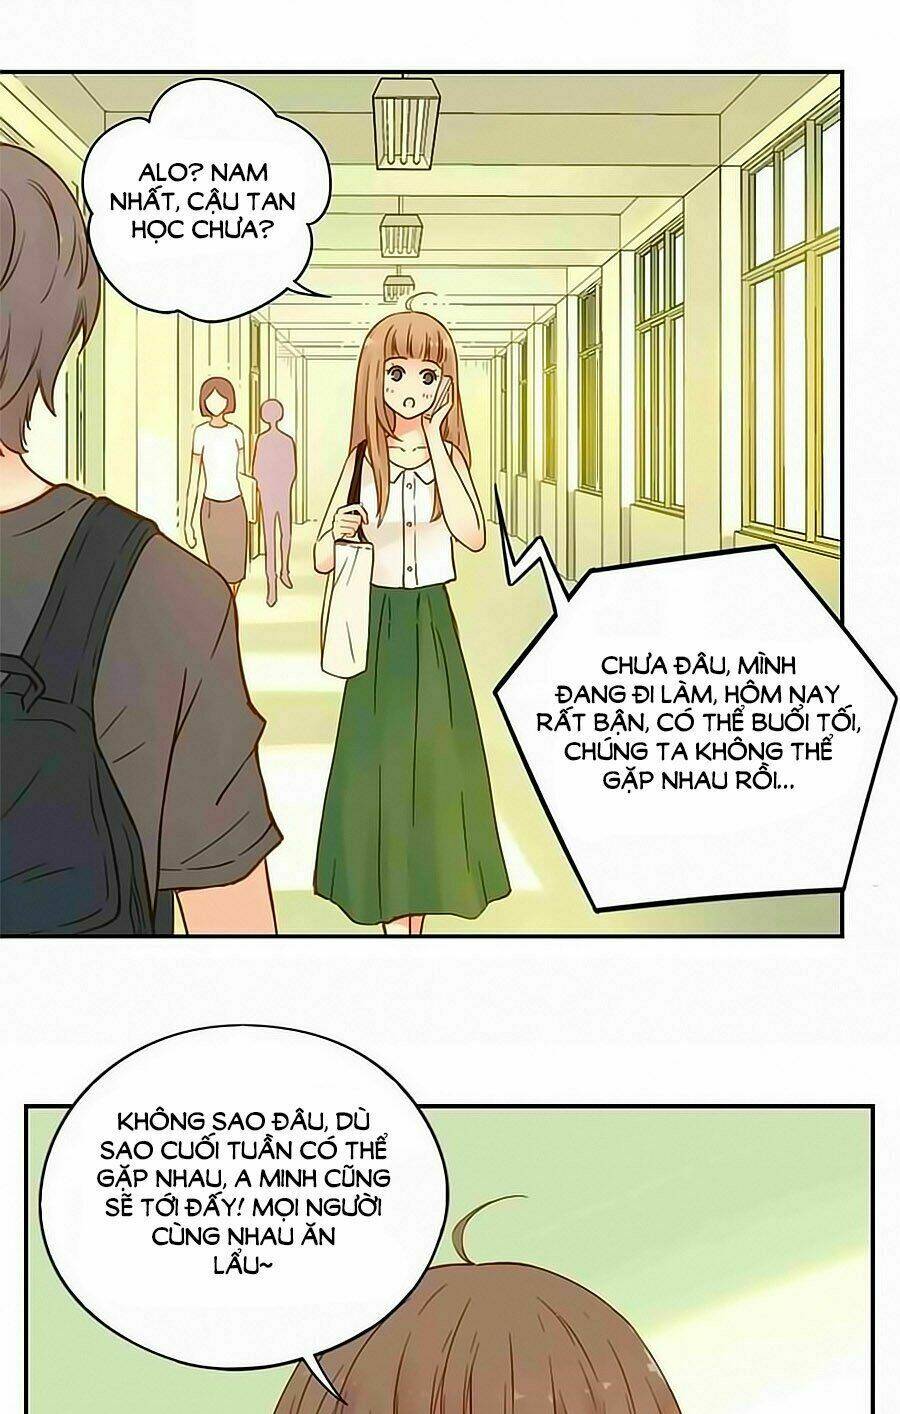 ALO? NAM
NHẤT, CẬU TAN
HỌC CHƯA?
CHƯA ĐÂU, MÌNH
ĐANG ĐI LÀM, HÔM NAY
RẤT BẬN, CÓ THỂ BUỔI TỐI,
CHÚNG TA KHÔNG THỂ
GẶP NHAU RỒI...
KHÔNG SAO ĐÂU, DÙ
SAO CUỐI TUẦN CÓ THỂ
GẶP NHAU, A MINH CŨNG
SẼ TỚI ĐẤY! MỌI NGƯỜI
CÙNG NHAU ĂN
LẨU~